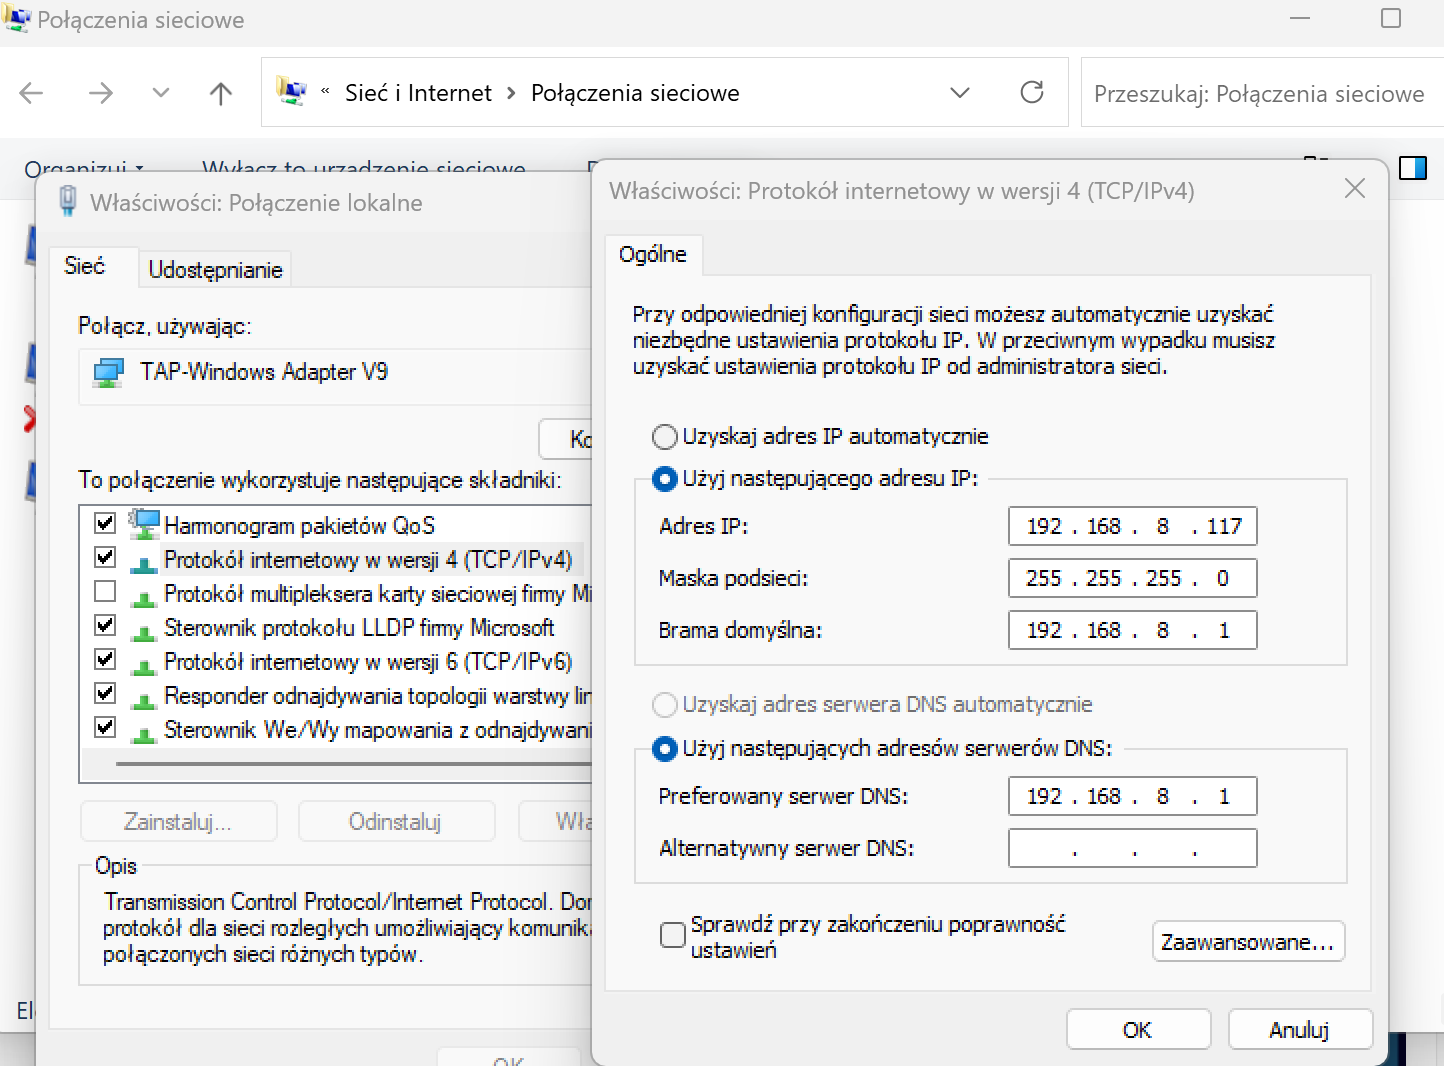 Połączenia sieciowe
« Sieć i Internet › Połączenia sieciowe
Przeszukaj: Połączenia sieciowe
Organizuj
Wyłącz to urządzenie sieciowe
Właściwości: Połączenie lokalne
Sieć
Udostępnianie
Połącz, używając:
TAP-Windows Adapter V9
To połączenie wykorzystuje następujące składniki:
Harmonogram pakietów QoS
Protokół internetowy w wersji 4 (TCP/IPv4)
Protokół multipleksera karty sieciowej firmy
Sterownik protokołu LLDP firmy Microsoft
Protokół internetowy w wersji 6 (TCP/IPv6)
Responder odnajdywania topologii warstwy
Sterownik We/Wy mapowania z
Zainstaluj...
Odinstaluj
Opis
Transmission Control Protocol/Internet Protocol.
protokół dla sieci rozległych umożliwiający
połączonych sieci różnych typów.
OK
Właściwości: Protokół internetowy w wersji 4 (TCP/IPv4)
Ogólne
Przy odpowiedniej konfiguracji sieci możesz automatycznie uzyskać
niezbędne ustawienia protokołu IP. W przeciwnym wypadku musisz
uzyskać ustawienia protokołu IP od administratora sieci.
Uzyskaj adres IP automatycznie
Użyj następującego adresu IP:
Adres IP: 192 . 168 . 8 . 117
Maska podsieci: 255 . 255 . 255 . 0
Brama domyślna: 192 . 168 . 8 . 1
Uzyskaj adres serwera DNS automatycznie
Użyj następujących adresów serwerów DNS:
Preferowany serwer DNS: 192 . 168 . 8 . 1
Alternatywny serwer DNS: . . .
Sprawdź przy zakończeniu poprawność
ustawień
Zaawansowane...
OK
Anuluj